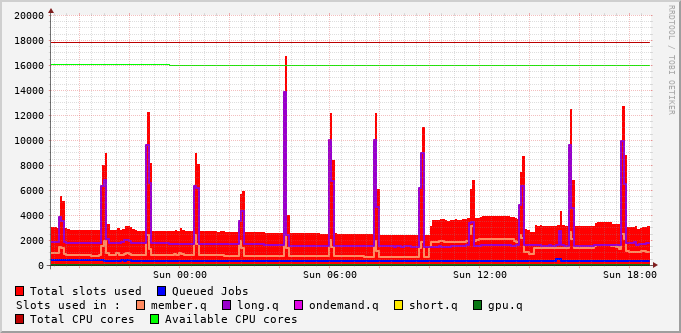 20000
18000
16000
14000
12000
10000
8000
6000
4000
2000
0
RRDTOOL / TOBI OETIKER
Sun 00:00 Sun 06:00 Sun 12:00 Sun 18:00
Total slots used Queued Jobs
Slots used in : member.q long.q ondemand.q short.q gpu.q
Total CPU cores Available CPU cores